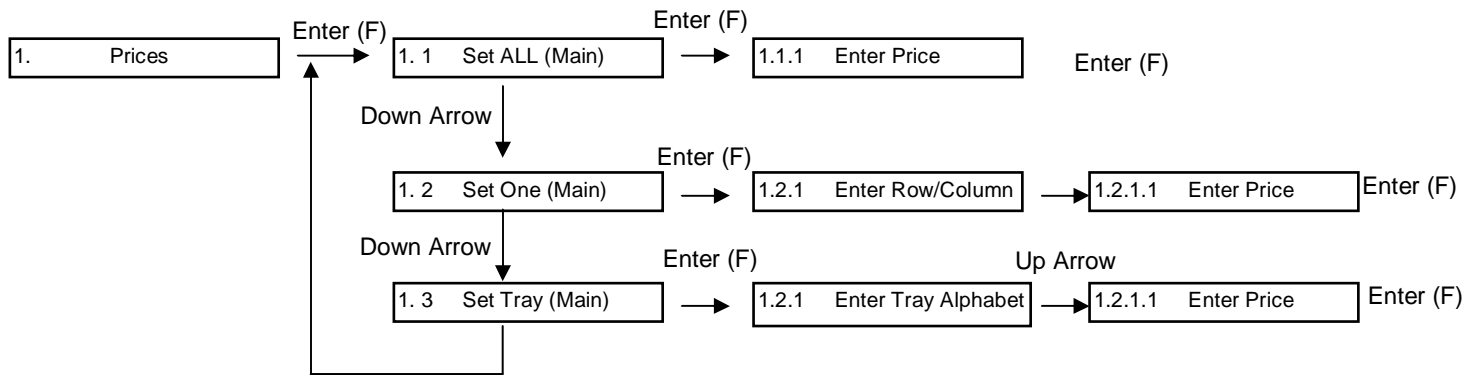 Enter (F)
Enter (F)
1. Prices
1. 1 Set ALL (Main)
1.1.1 Enter Price
Enter (F)
Down Arrow
Enter (F)
1. 2 Set One (Main)
1.2.1 Enter Row/Column
1.2.1.1 Enter Price
Enter (F)
Down Arrow
Enter (F)
Up Arrow
1. 3 Set Tray (Main)
1.2.1 Enter Tray Alphabet
1.2.1.1 Enter Price
Enter (F)